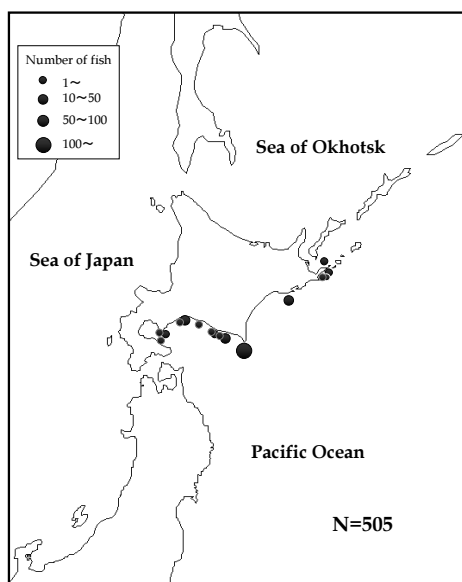 Number of fish
1～
10～50
50～100
100～
Sea of Okhotsk
Sea of Japan
Pacific Ocean
N=505